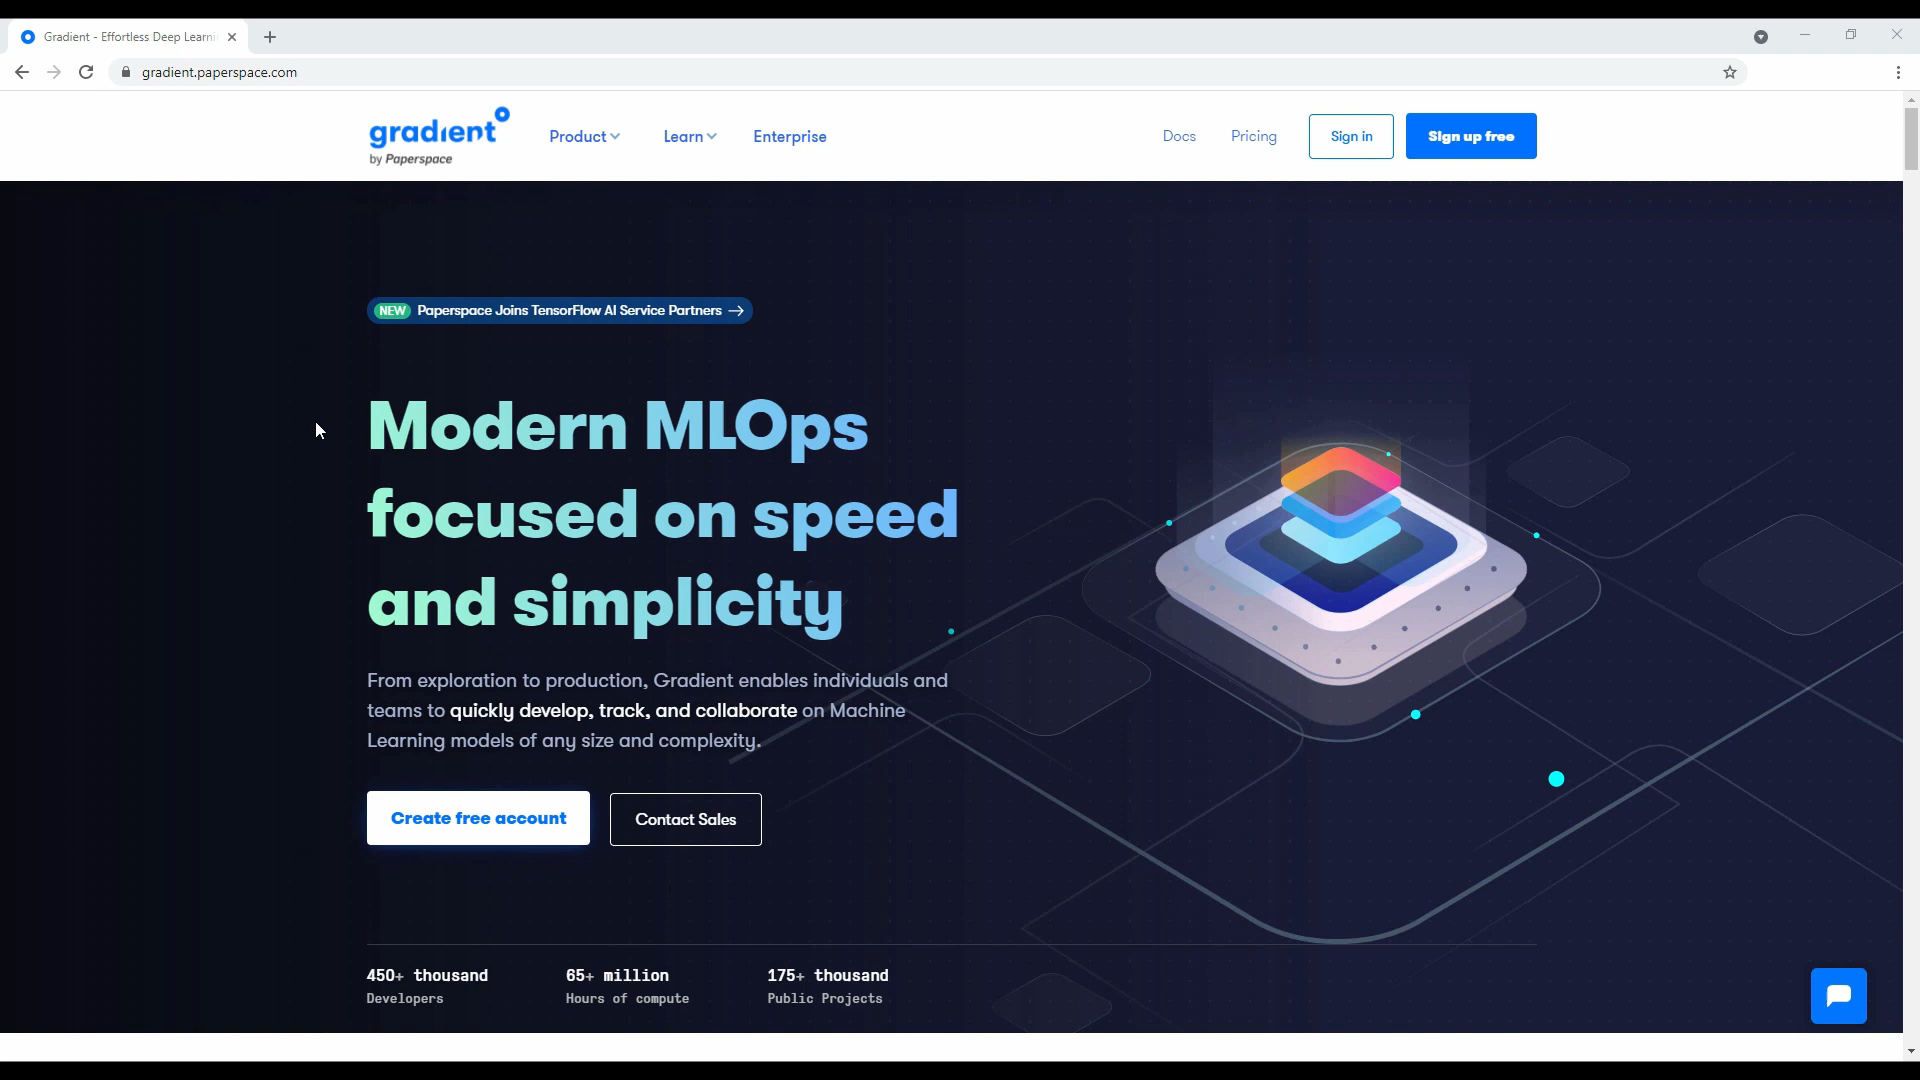 Gradient - Effortless Deep Learni
gradient.paperspace.com
gradient
by Paperspace
Product
Learn
Enterprise
Docs
Pricing
Sign in
Sign up free
NEW Paperspace Joins TensorFlow AI Service Partners →
Modern MLOps
focused on speed
and simplicity
From exploration to production, Gradient enables individuals and
teams to quickly develop, track, and collaborate on Machine
Learning models of any size and complexity.
Create free account
Contact Sales
450+ thousand
Developers
65+ million
Hours of compute
175+ thousand
Public Projects